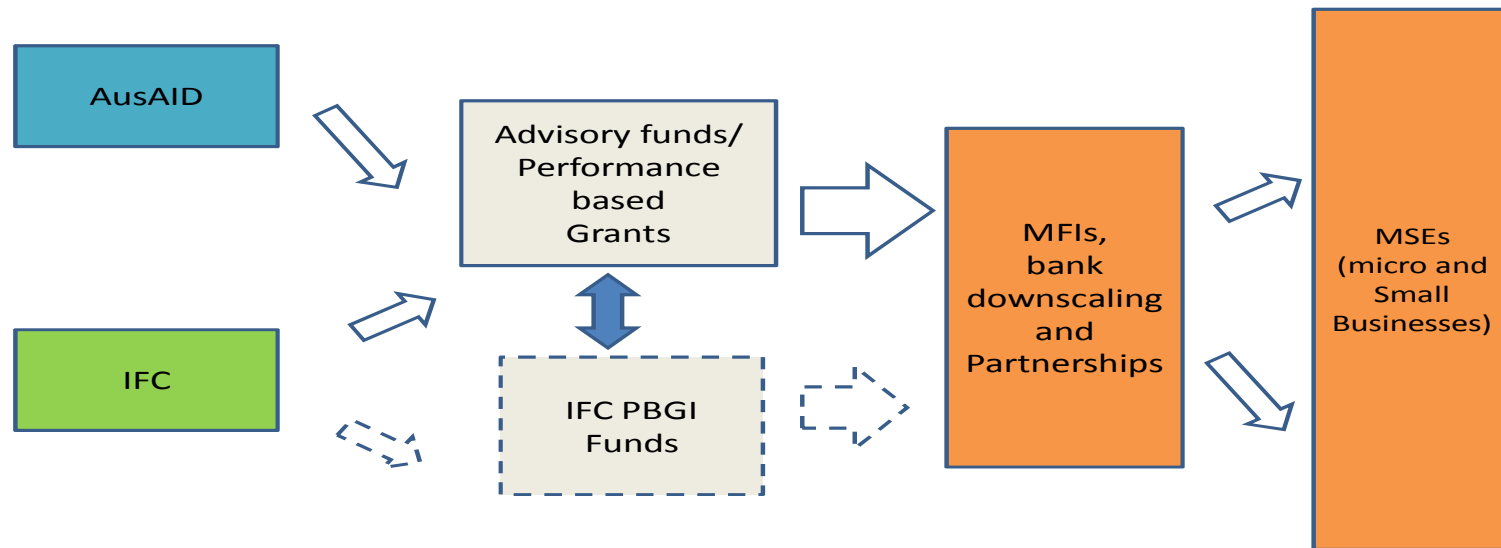 AusAID
Advisory funds/
Performance
based
Grants
MFIs,
bank
downscaling
and
Partnerships
MSEs
(micro and
Small
Businesses)
IFC
IFC PBGI
Funds